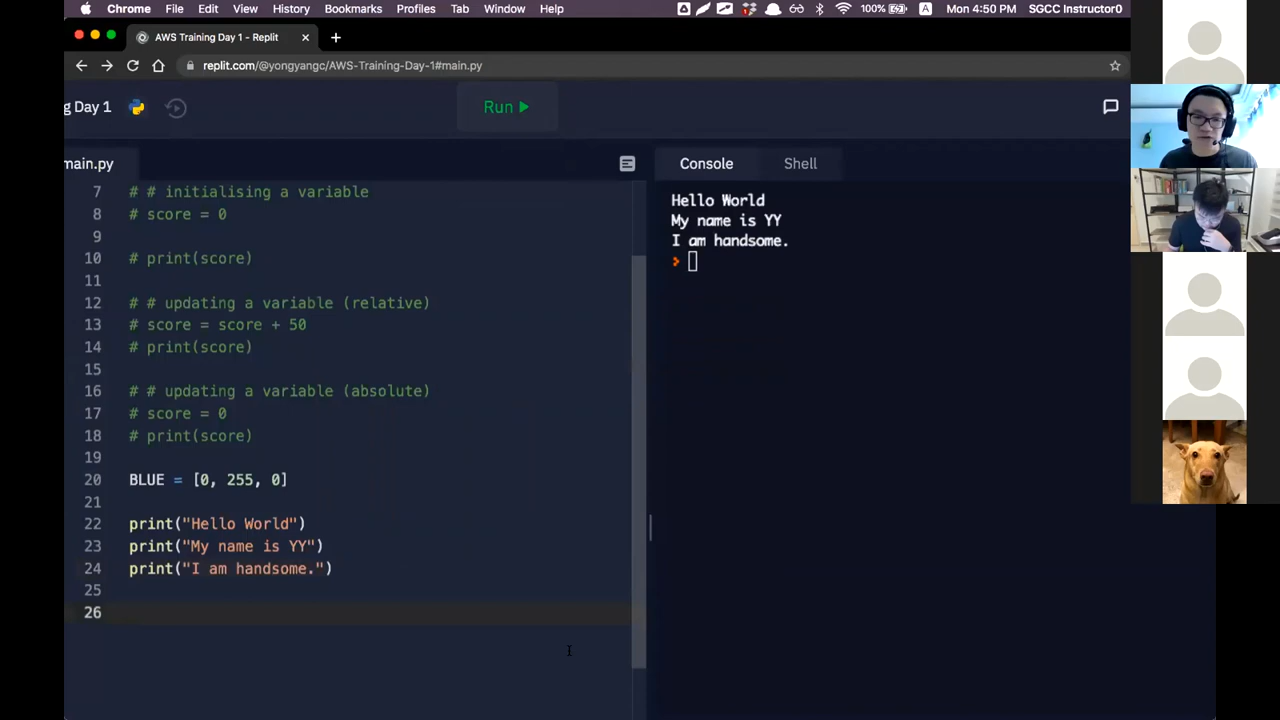 Chrome File Edit View History Bookmarks Profiles Tab Window Help 100% A Mon 4:50 PM SGCC Instructor0
AWS Training Day 1 - Replit
replit.com/@yongyangc/AWS-Training-Day-1#main.py
g Day 1
Run
main.py
Console Shell
7 # # initialising a variable
8 # score = 0
9
10 # print(score)
11
12 # # updating a variable (relative)
13 # score = score + 50
14 # print(score)
15
16 # # updating a variable (absolute)
17 # score = 0
18 # print(score)
19
20 BLUE = [0, 255, 0]
21
22 print("Hello World")
23 print("My name is YY")
24 print("I am handsome.")
25
26
Hello World
My name is YY
I am handsome.